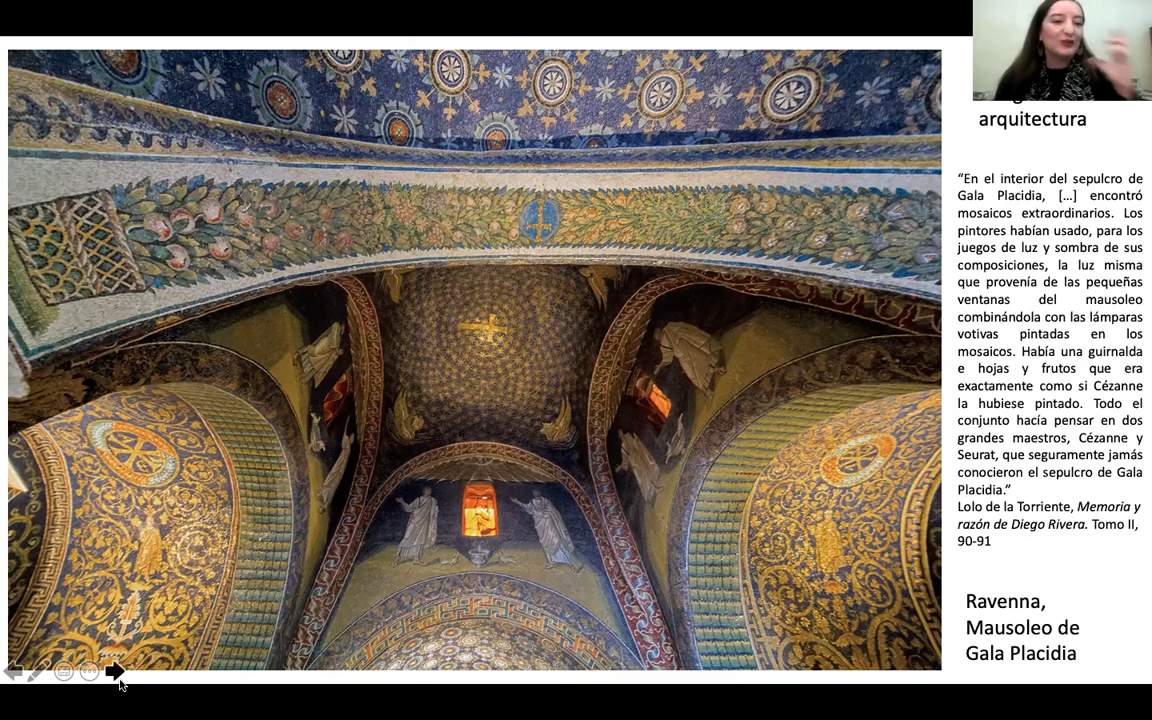 arquitectura
“En el interior del sepulcro de
Gala Placidia, […] encontró
mosaicos extraordinarios. Los
pintores habían usado, para los
juegos de luz y sombra de sus
composiciones, la luz misma
que provenía de las pequeñas
ventanas del mausoleo
combinándola con las lámparas
votivas pintadas en los
mosaicos. Había una guirnalda
e hojas y frutos que era
exactamente como si Cézanne
la hubiese pintado. Todo el
conjunto hacía pensar en dos
grandes maestros, Cézanne y
Seurat, que seguramente jamás
conocieron el sepulcro de Gala
Placidia.”
Lolo de la Torriente, Memoria y
razón de Diego Rivera. Tomo II,
90-91
Ravenna,
Mausoleo de
Gala Placidia